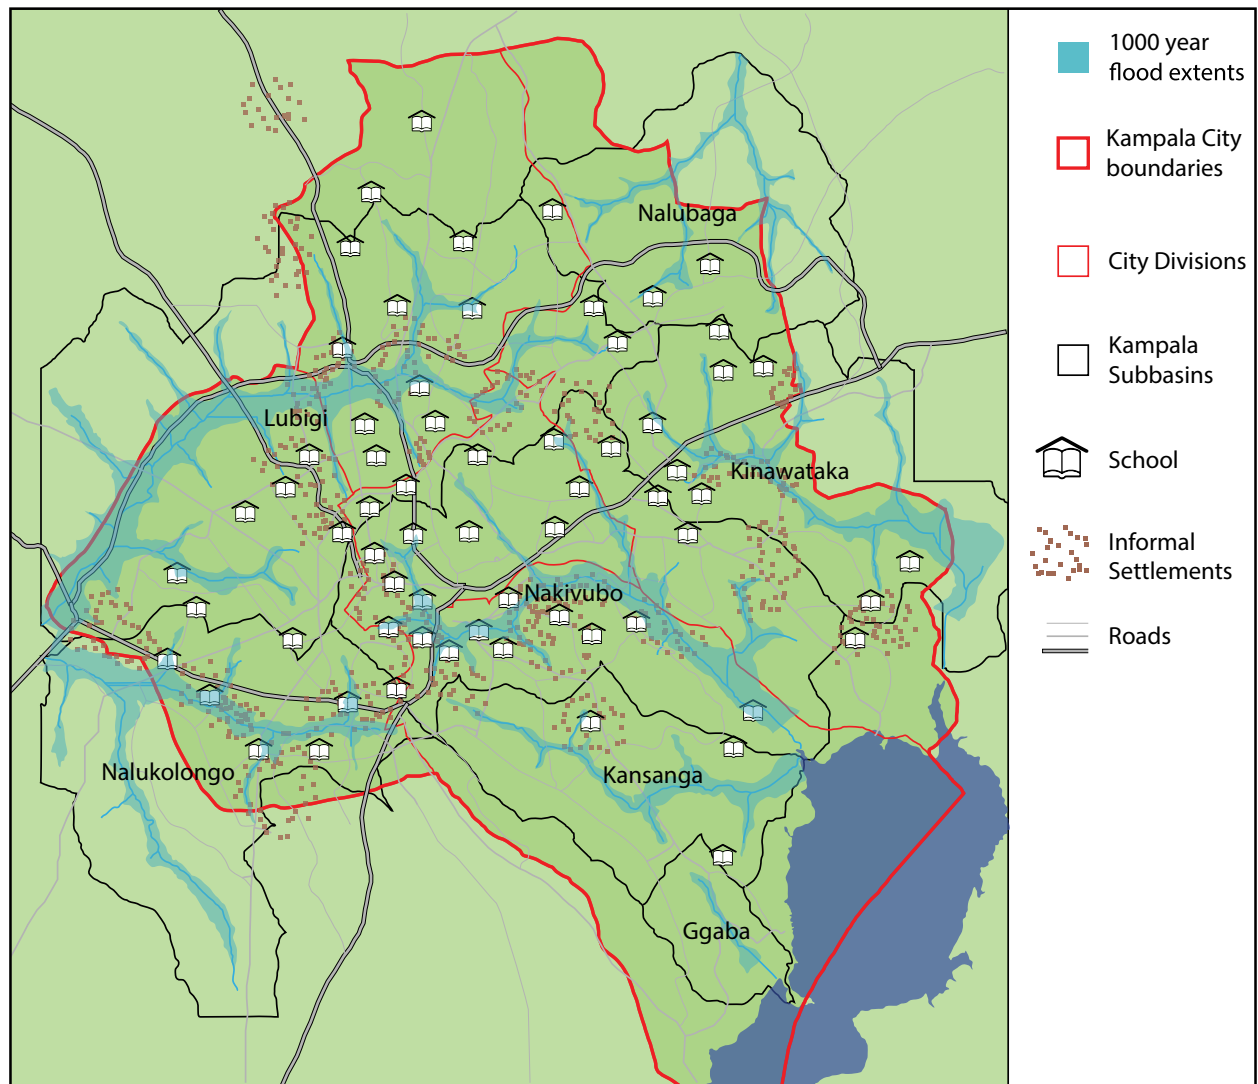 Nalubaga
Lubigi
Kinawataka
Nakivubo
Nalukolongo
Kansanga
Ggaba
1000 year
flood extents
Kampala City
boundaries
City Divisions
Kampala
Subbasins
School
Informal
Settlements
Roads